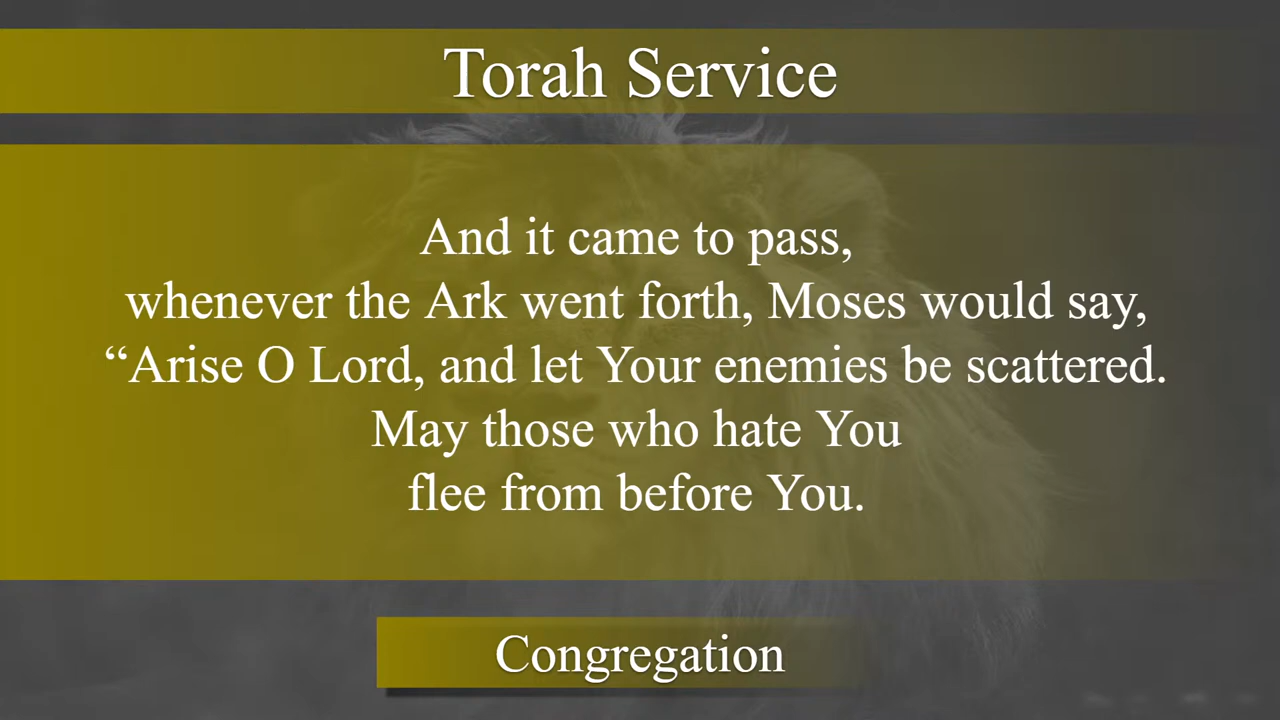 Torah Service
And it came to pass,
whenever the Ark went forth, Moses would say,
“Arise O Lord, and let Your enemies be scattered.
May those who hate You
flee from before You.
Congregation